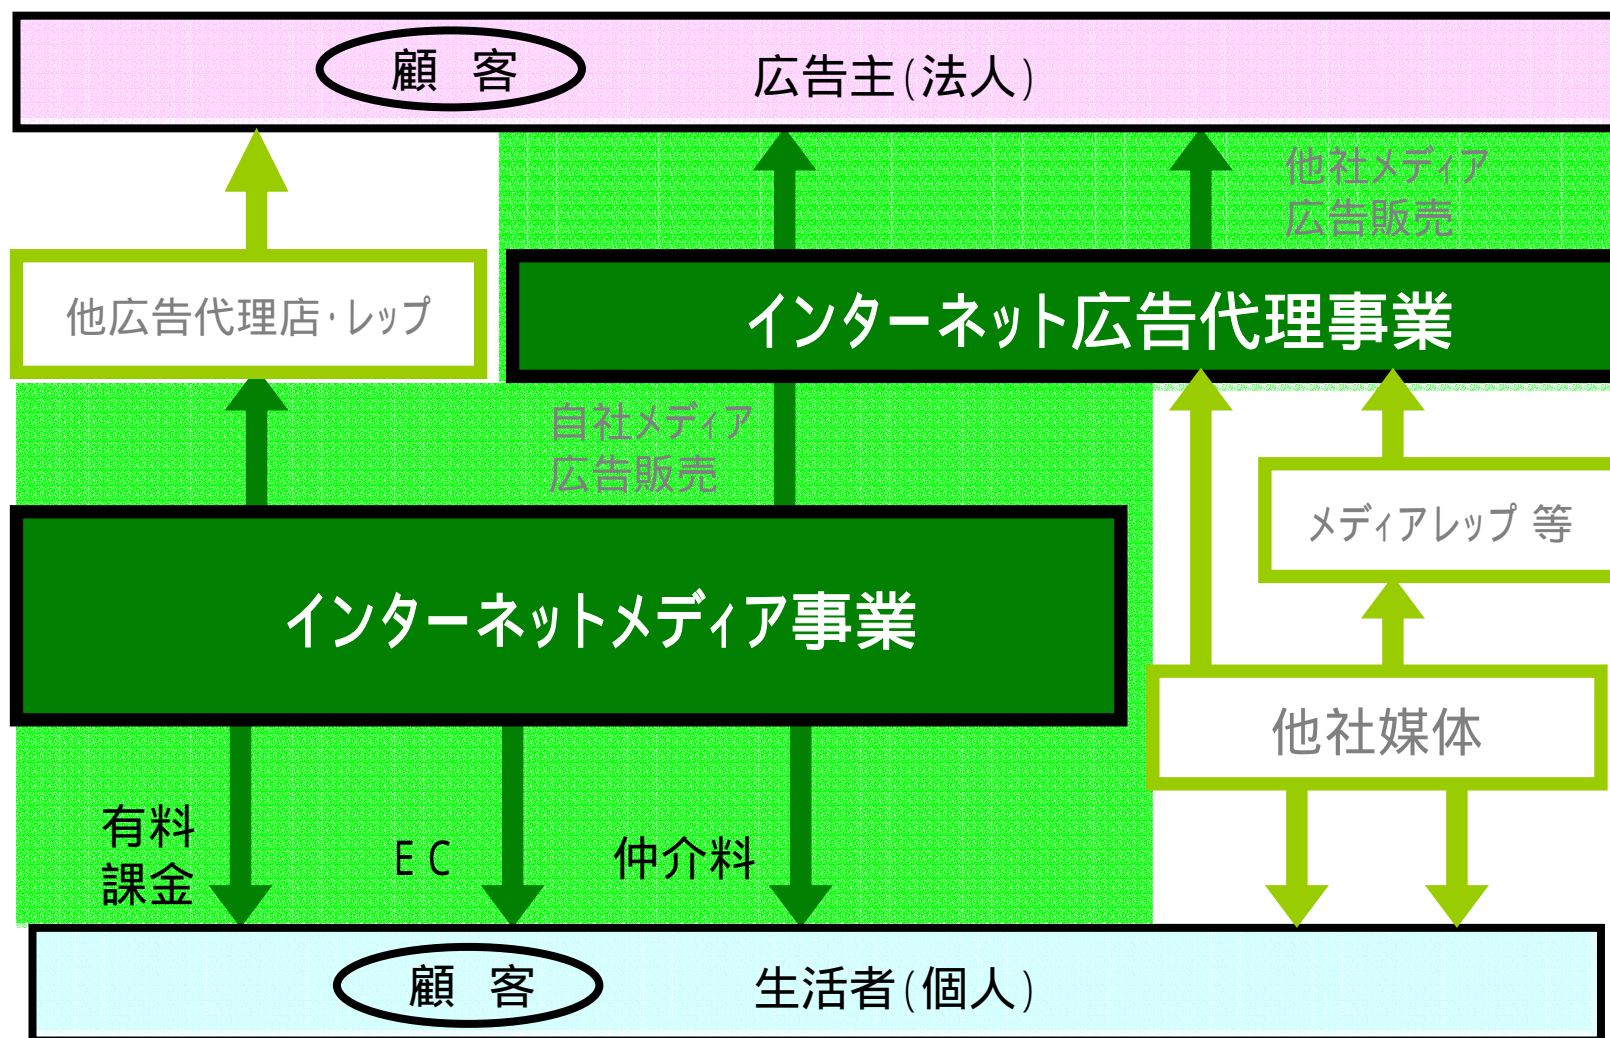 顧 客
広告主(法人)
他社メディア
広告販売
他広告代理店・レップ
インターネット広告代理事業
自社メディア
広告販売
メディアレップ 等
インターネットメディア事業
他社媒体
有料
課金
EC
仲介料
顧 客
生活者(個人)